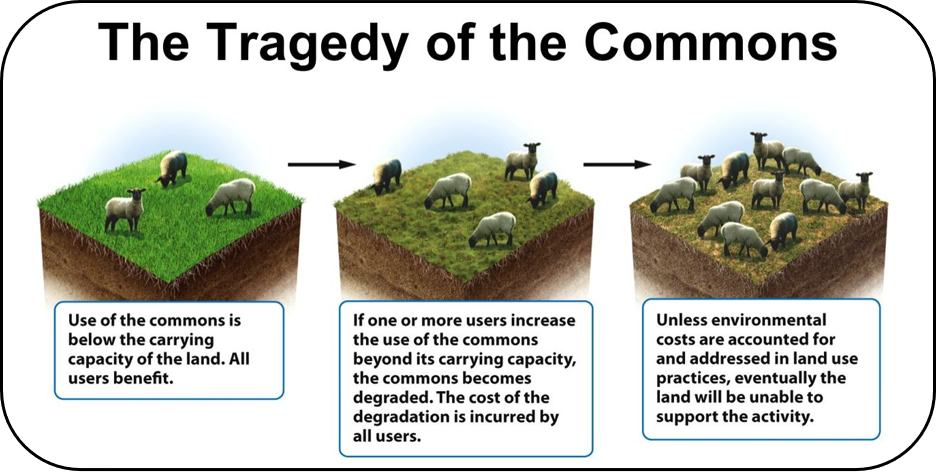 The Tragedy of the Commons
Use of the commons is
below the carrying
capacity of the land. All
users benefit.
If one or more users increase
the use of the commons
beyond its carrying capacity,
the commons becomes
degraded. The cost of the
degradation is incurred by
all users.
Unless environmental
costs are accounted for
and addressed in land use
practices, eventually the
land will be unable to
support the activity.